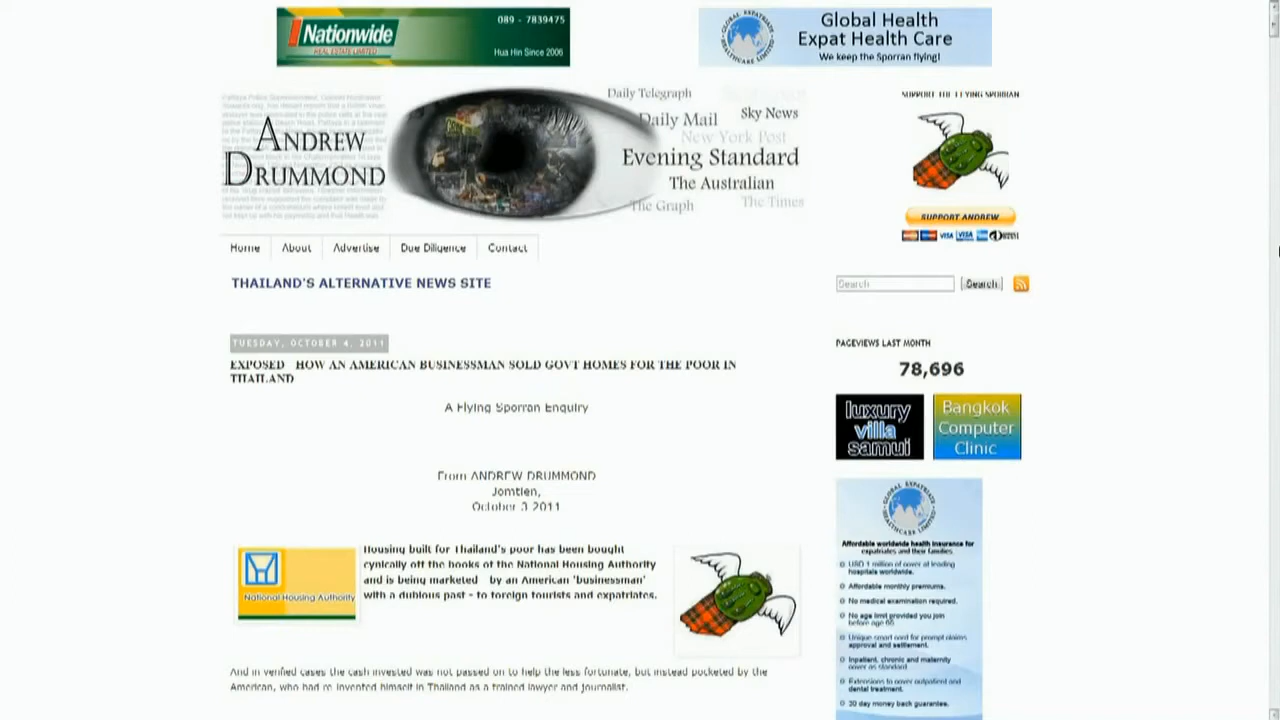 Nationwide
REAL ESTATE LIMITED
089 - 7839475
Hua Hin Since 2006
Global Health
Expat Health Care
We keep the Sporran flying!
ANDREW
DRUMMOND
Daily Telegraph
Daily Mail
Sky News
New York Post
Evening Standard
The Australian
The Graph
The Times
SUPPORT THE FLYING SPORRAN
SUPPORT ANDREW
Home
About
Advertise
Due Diligence
Contact
THAILAND'S ALTERNATIVE NEWS SITE
Search
Search
TUESDAY, OCTOBER 4, 2011
EXPOSED HOW AN AMERICAN BUSINESSMAN SOLD GOVT HOMES FOR THE POOR IN
THAILAND
A Flying Sporran Enquiry
From ANDREW DRUMMOND
Jomtien,
October 3 2011
National Housing Authority
Housing built for Thailand's poor has been bought
cynically off the books of the National Housing Authority
and is being marketed by an American 'businessman'
with a dubious past - to foreign tourists and expatriates.
And in verified cases the cash invested was not passed on to help the less fortunate, but instead pocketed by the
American, who had re invented himself in Thailand as a trained lawyer and journalist.
PAGEVIEWS LAST MONTH
78,696
luxury
villa
samui
Bangkok
Computer
Clinic
GLOBAL EXPATRIATE
HEALTHCARE LIMITED
Affordable worldwide health insurance for
expatriates and their families
USD 1 million of cover at leading
hospitals worldwide.
Affordable monthly premiums.
No medical examination required.
No age limit provided you join
before age 65
Unique smart card for prompt claims
approval and settlement.
Inpatient, chronic and maternity
cover as standard
Extensions to cover outpatient and
dental treatment.
30 day money back guarantee.